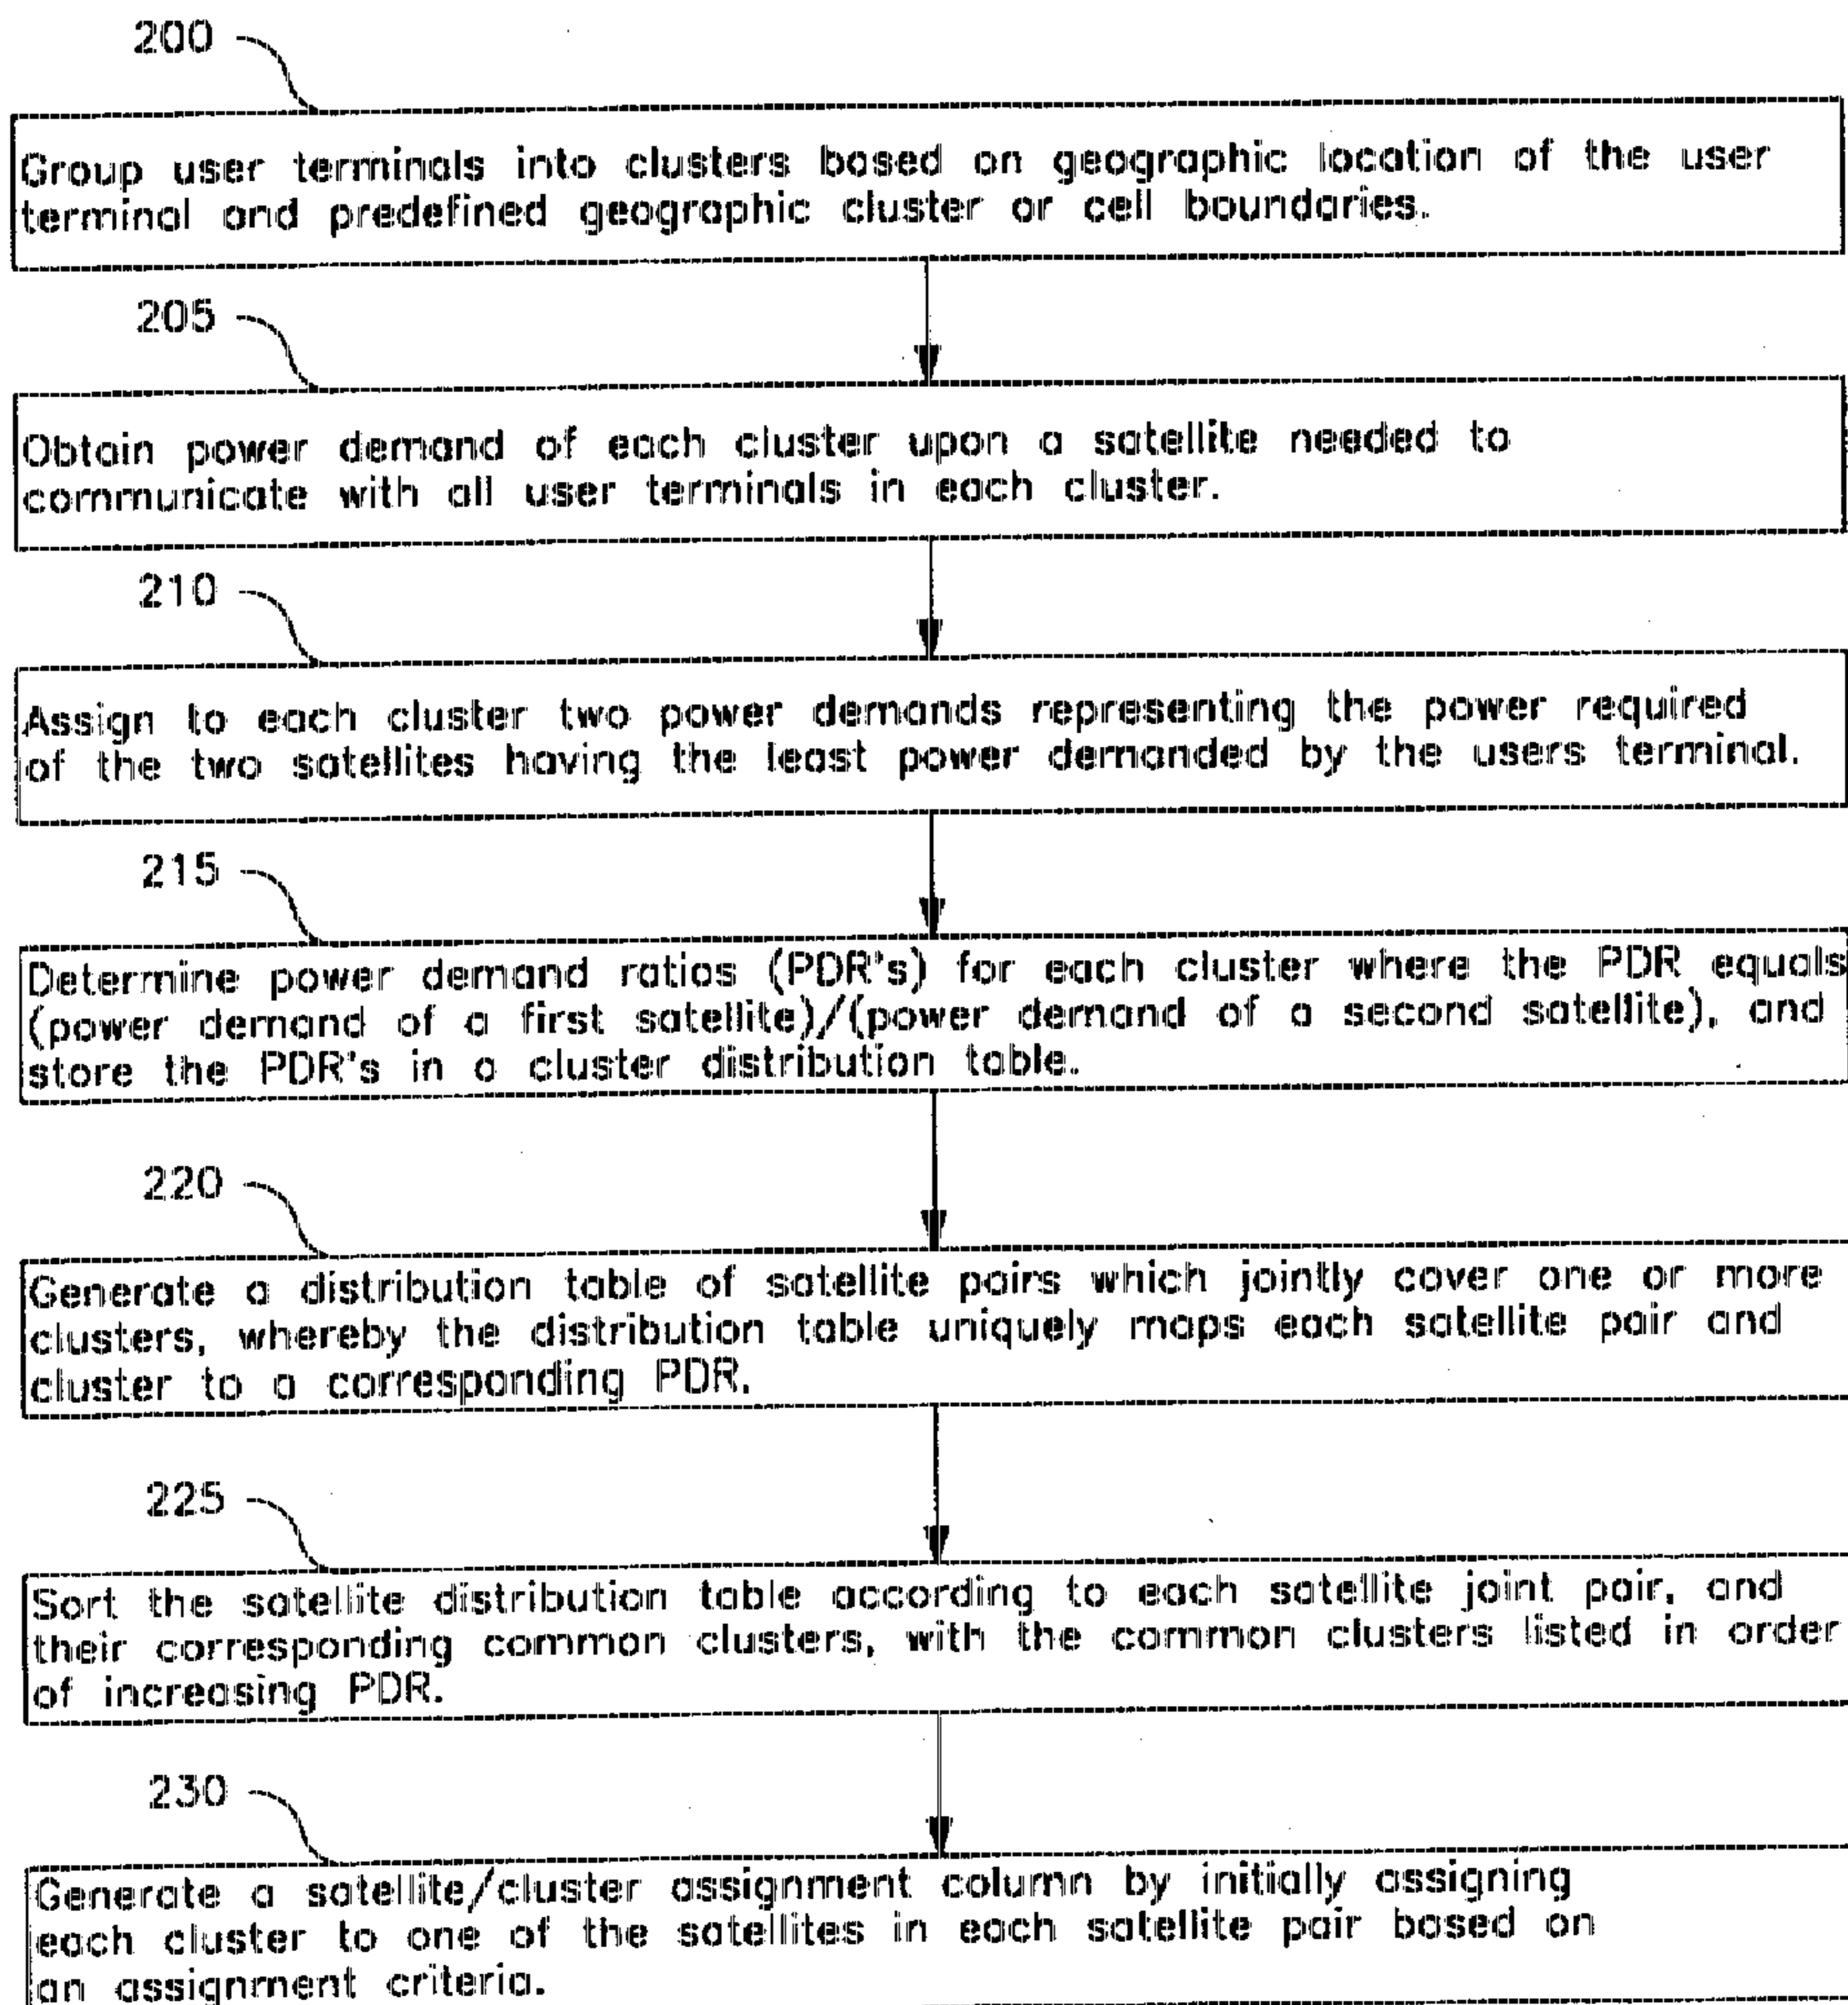 200
Group user terminals into clusters based on geographic location of the user
terminal and predefined geographic cluster or cell boundaries.
205
Obtain power demand of each cluster upon a satellite needed to
communicate with all user terminals in each cluster.
210
Assign to each cluster two power demands representing the power required
of the two satellites having the least power demanded by the users terminal.
215
Determine power demand ratios (PDR's) for each cluster where the PDR equals
(power demand of a first satellite)/(power demand of a second satellite), and
store the PDR's in a cluster distribution table.
220
Generate a distribution table of satellite pairs which jointly cover one or more
clusters, whereby the distribution table uniquely maps each satellite pair and
cluster to a corresponding PDR.
225
Sort the satellite distribution table according to each satellite joint pair, and
their corresponding common clusters, with the common clusters listed in order
of increasing PDR.
230
Generate a satellite/cluster assignment column by initially assigning
each cluster to one of the satellites in each satellite pair based on
an assignment criteria.